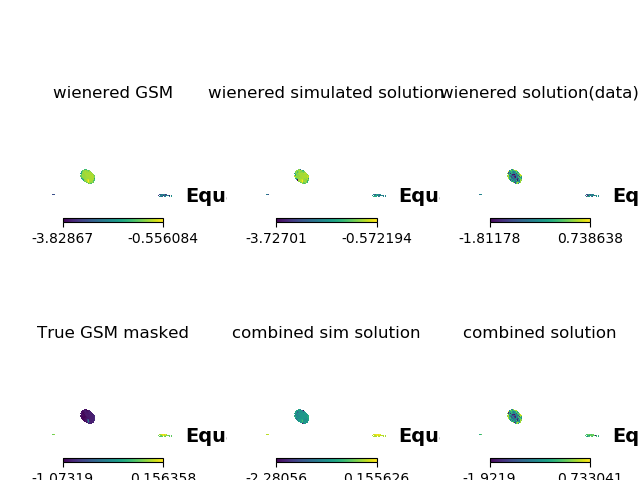 wienered GSM wienered simulated solution wienered solution(data)
Equ Equ Eq
-3.82867 -0.556084 -3.72701 -0.572194 -1.81178 0.738638
True GSM masked combined sim solution combined solution
Equ Equ Eq
-1.07319 0.156358 -2.28056 0.155626 -1.9219 0.733041